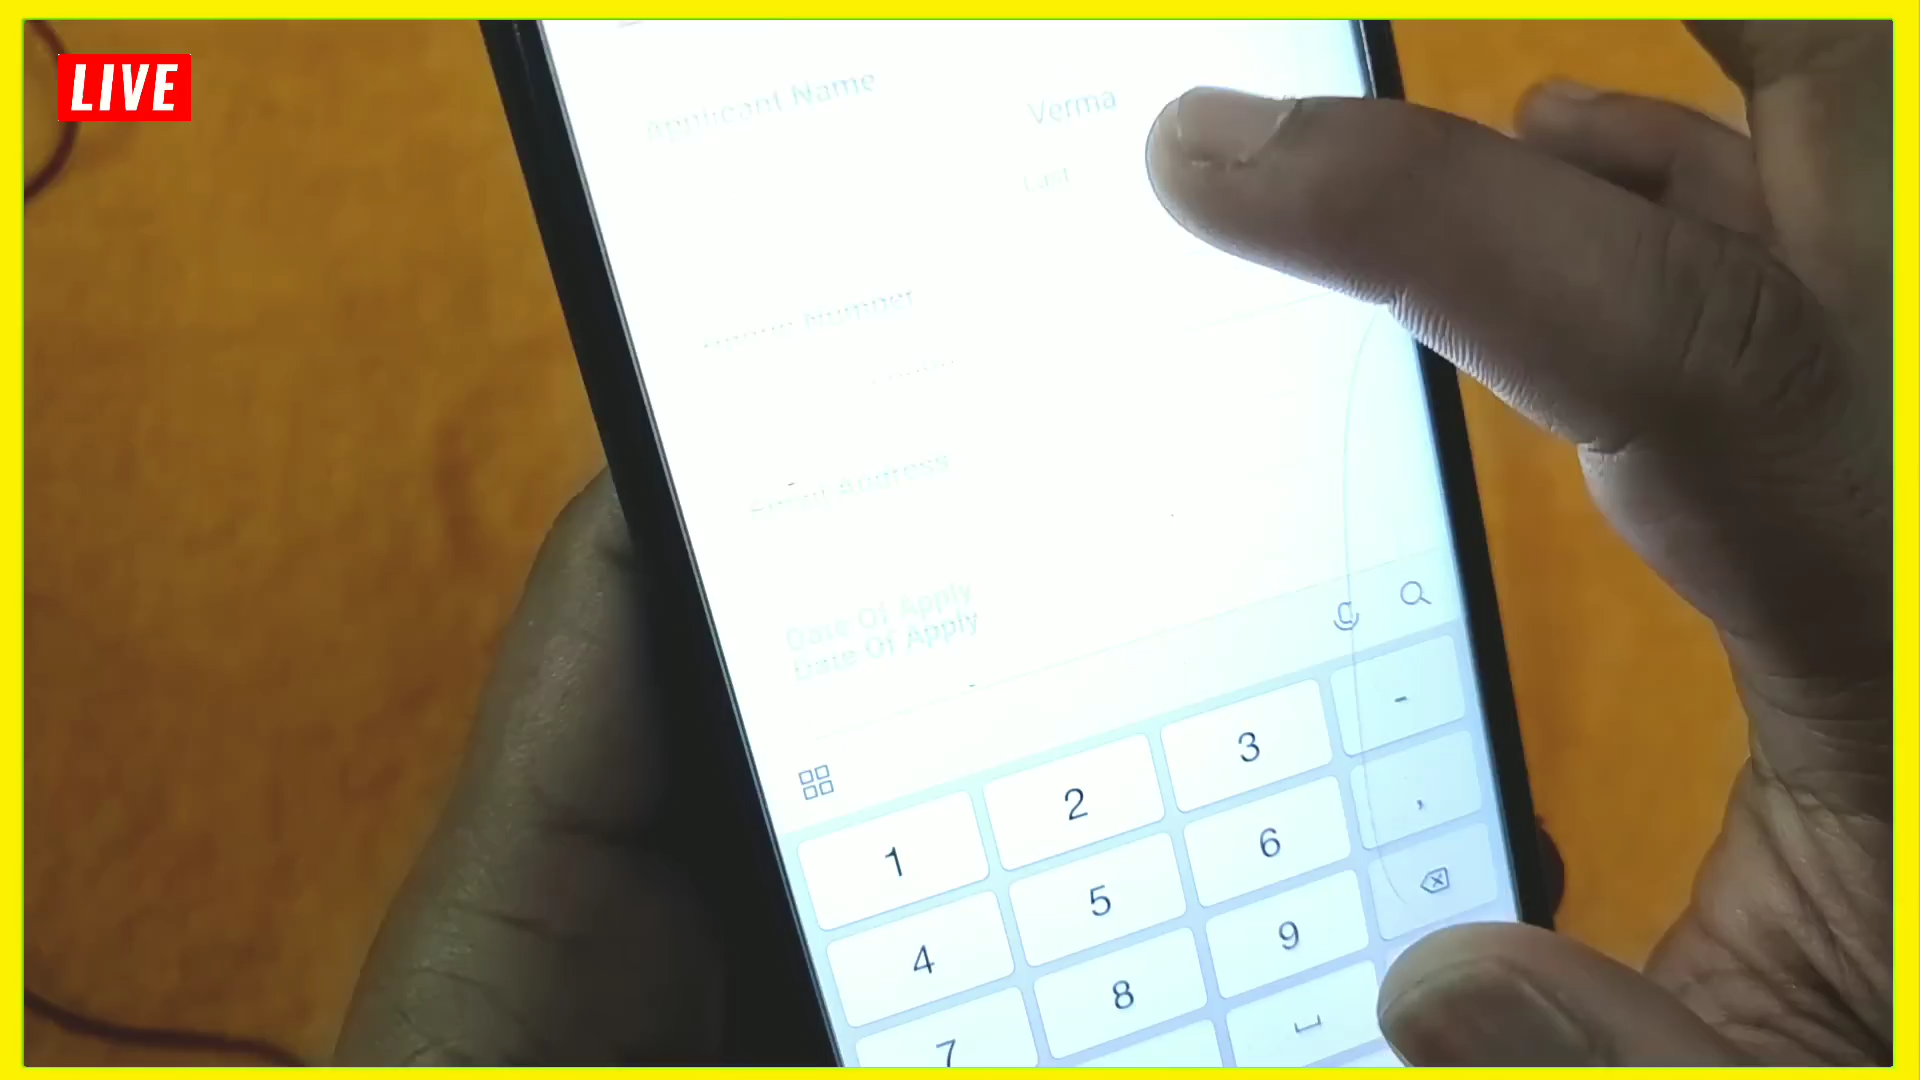 LIVE
Applicant Name
Verma
Last
Number
Email Address
Date Of Apply
Date Of Apply
1
2
3
-
4
5
6
,
7
8
9